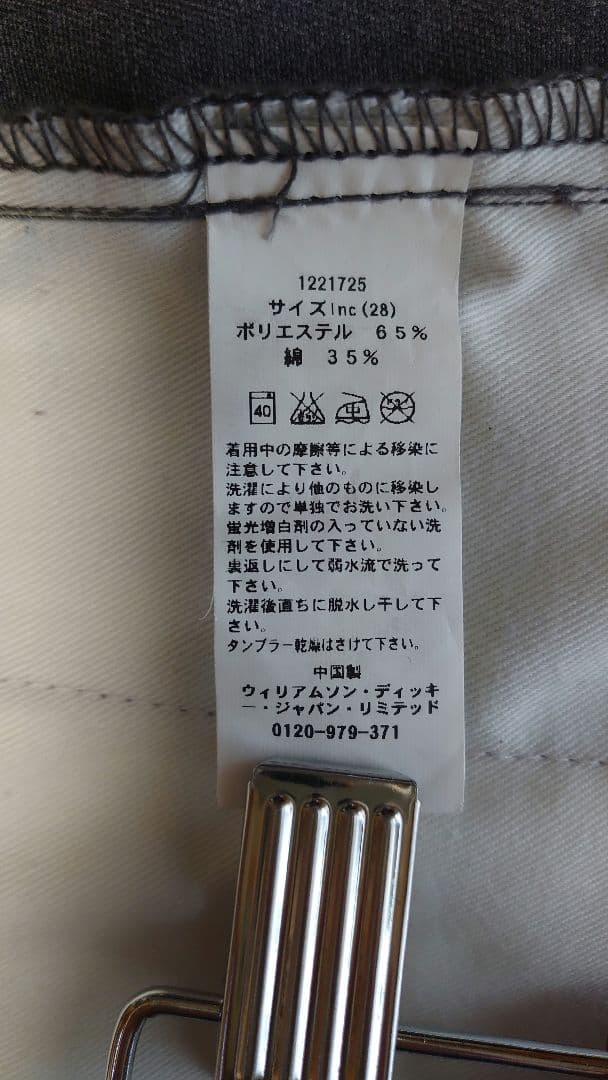 1221725
サイズInc(28)
ポリエステル 65%
綿 35%
40
着用中の摩擦等による移染に
注意して下さい。
洗濯により他のものに移染し
ますので単独でお洗い下さい。
蛍光増白剤の入っていない洗
剤を使用して下さい。
裏返しにして弱水流で洗って
下さい。
洗濯後直ちに脱水し干して下
さい。
タンブラー乾燥はさけて下さい。
中国製
ウィリアムソン・ディッキ
ー・ジャパン・リミテッド
0120-979-371